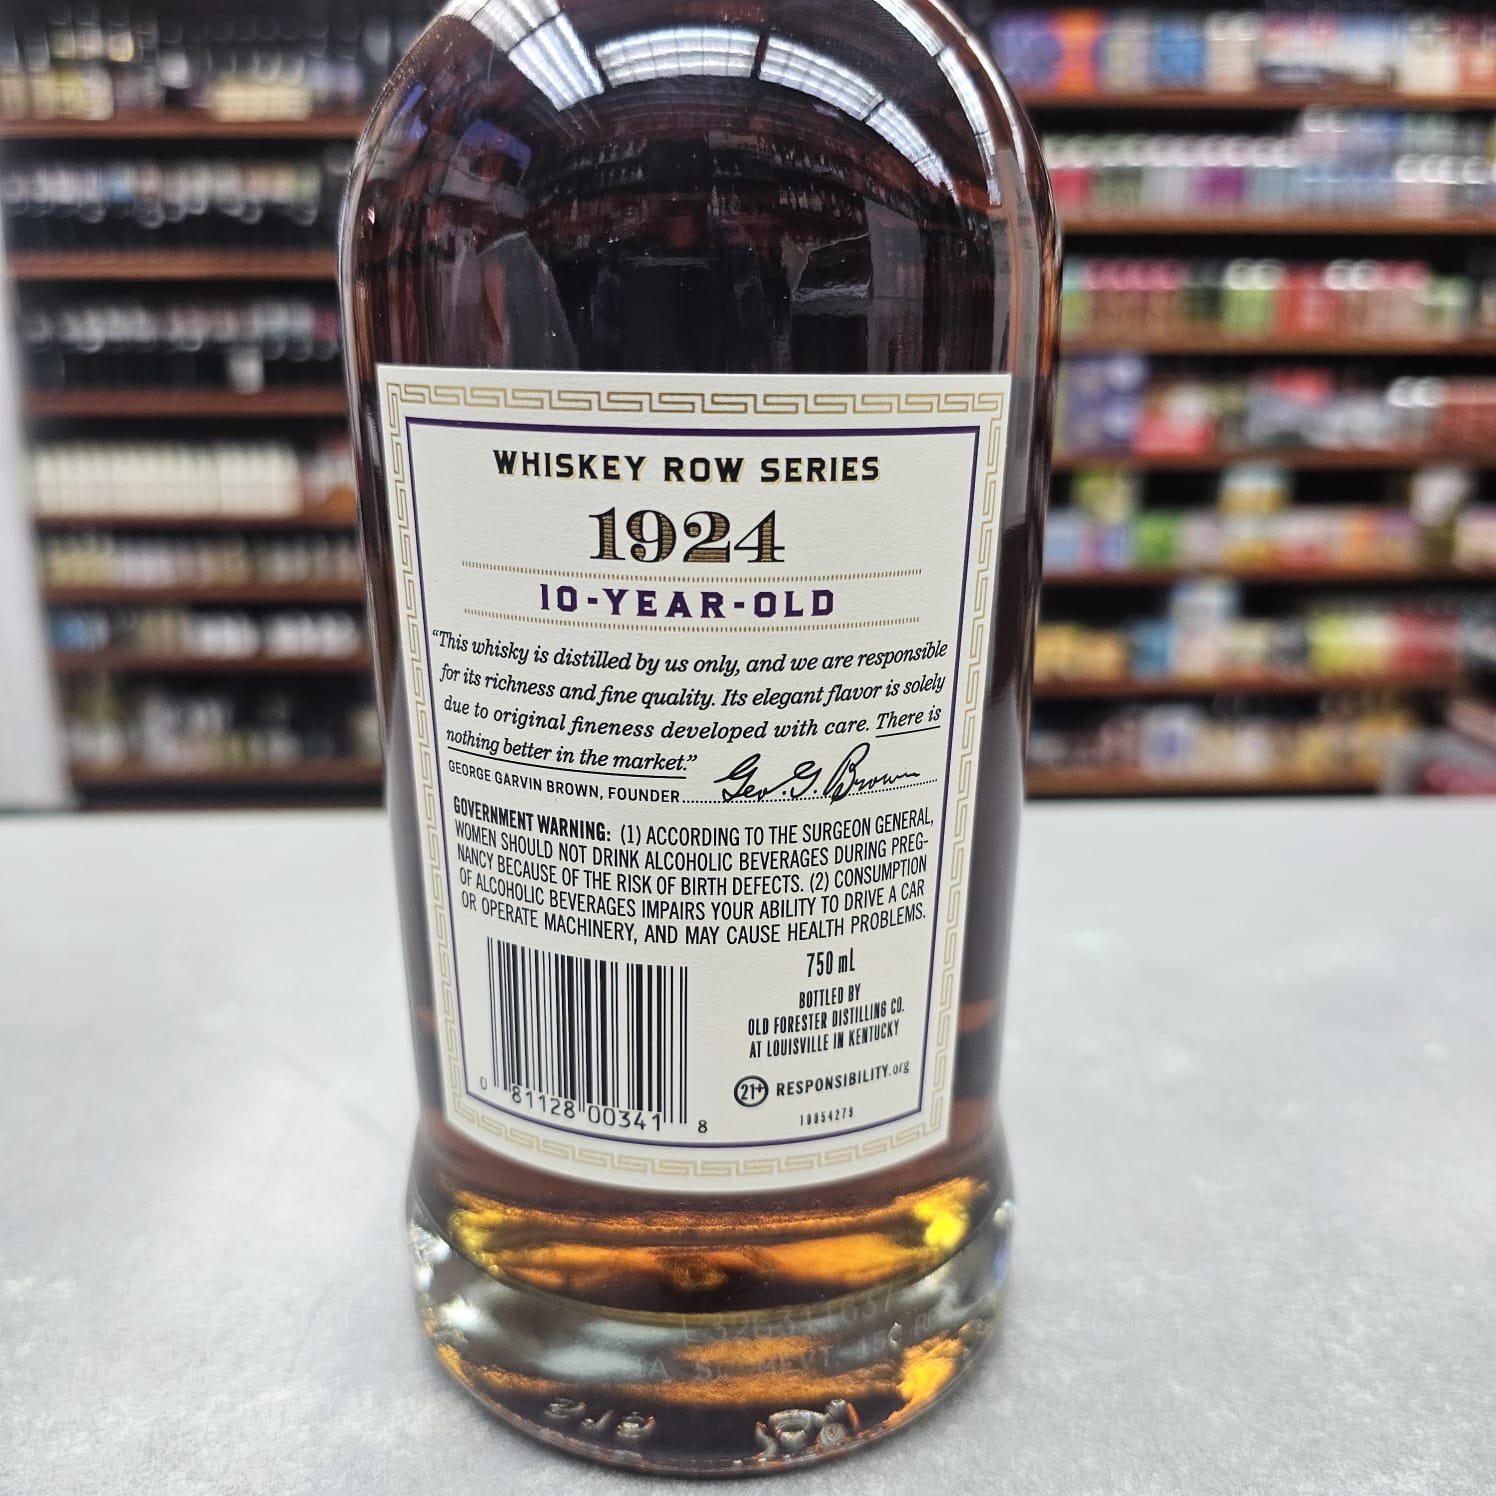 WHISKEY ROW SERIES
1924
10-YEAR-OLD
“This whisky is distilled by us only, and we are responsible
for its richness and fine quality. Its elegant flavor is solely
due to original fineness developed with care. There is
nothing better in the market.”
GEORGE GARVIN BROWN, FOUNDER Geo. G. Brown
GOVERNMENT WARNING: (1) ACCORDING TO THE SURGEON GENERAL,
WOMEN SHOULD NOT DRINK ALCOHOLIC BEVERAGES DURING PREG-
NANCY BECAUSE OF THE RISK OF BIRTH DEFECTS. (2) CONSUMPTION
OF ALCOHOLIC BEVERAGES IMPAIRS YOUR ABILITY TO DRIVE A CAR
OR OPERATE MACHINERY, AND MAY CAUSE HEALTH PROBLEMS.
750 mL
BOTTLED BY
OLD FORESTER DISTILLING CO.
AT LOUISVILLE IN KENTUCKY
21+ RESPONSIBILITY.org
10054279
0 81128 00341 8